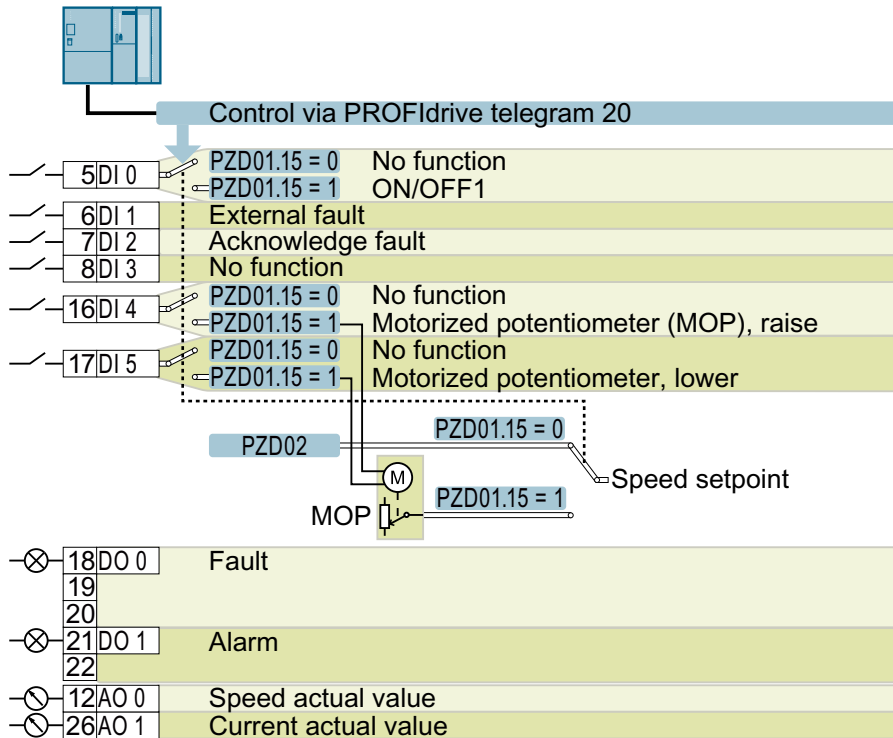 Control via PROFIdrive telegram 20
5 DI 0 PZD01.15 = 0 No function
PZD01.15 = 1 ON/OFF1
6 DI 1 External fault
7 DI 2 Acknowledge fault
8 DI 3 No function
16 DI 4 PZD01.15 = 0 No function
PZD01.15 = 1 Motorized potentiometer (MOP), raise
17 DI 5 PZD01.15 = 0 No function
PZD01.15 = 1 Motorized potentiometer, lower
PZD01.15 = 0
PZD02
M
Speed setpoint
PZD01.15 = 1
MOP
18 DO 0 Fault
19
20
21 DO 1 Alarm
22
12 AO 0 Speed actual value
26 AO 1 Current actual value